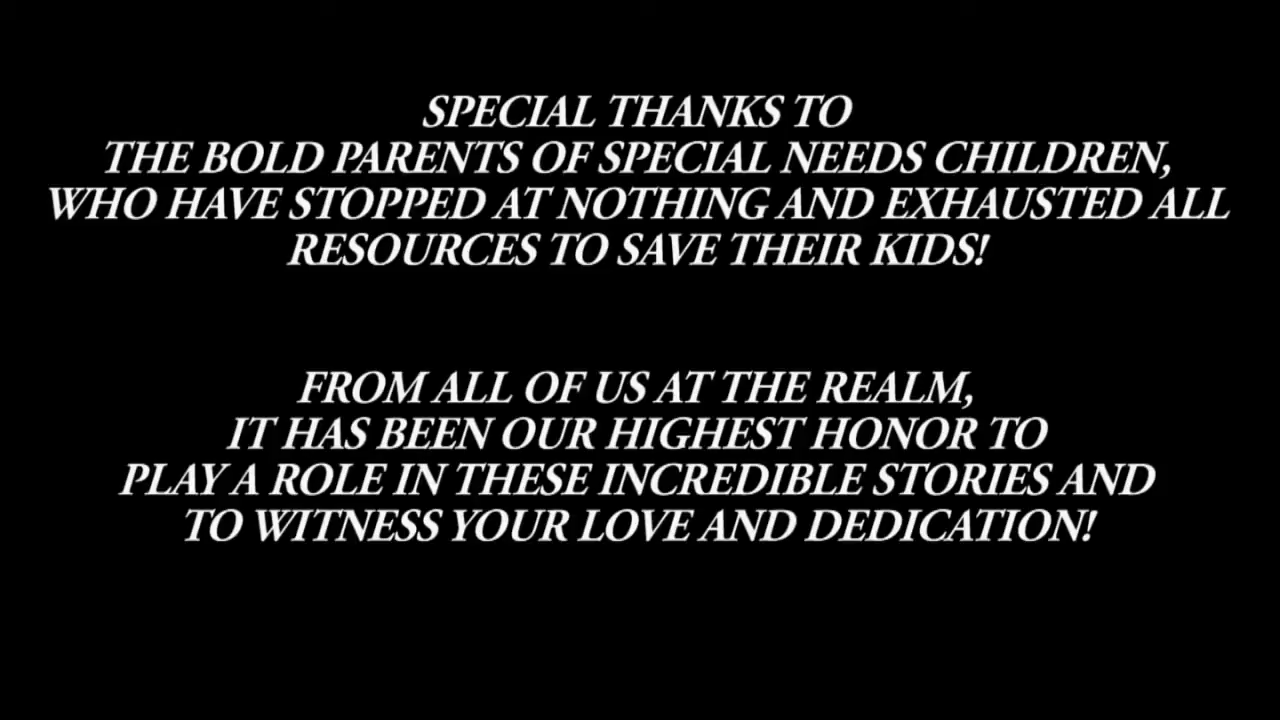 SPECIAL THANKS TO
THE BOLD PARENTS OF SPECIAL NEEDS CHILDREN,
WHO HAVE STOPPED AT NOTHING AND EXHAUSTED ALL
RESOURCES TO SAVE THEIR KIDS!
FROM ALL OF US AT THE REALM,
IT HAS BEEN OUR HIGHEST HONOR TO
PLAY A ROLE IN THESE INCREDIBLE STORIES AND
TO WITNESS YOUR LOVE AND DEDICATION!